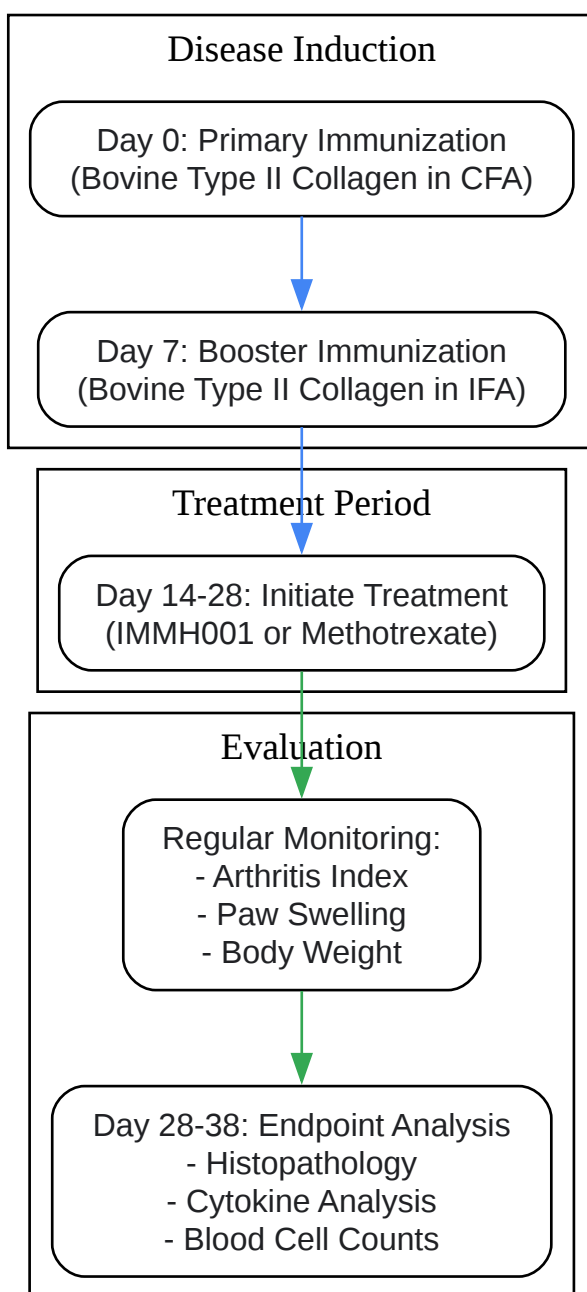 Disease Induction
Day 0: Primary Immunization
(Bovine Type II Collagen in CFA)
Day 7: Booster Immunization
(Bovine Type II Collagen in IFA)
Treatment Period
Day 14-28: Initiate Treatment
(IMMH001 or Methotrexate)
Evaluation
Regular Monitoring:
- Arthritis Index
- Paw Swelling
- Body Weight
Day 28-38: Endpoint Analysis
- Histopathology
- Cytokine Analysis
- Blood Cell Counts